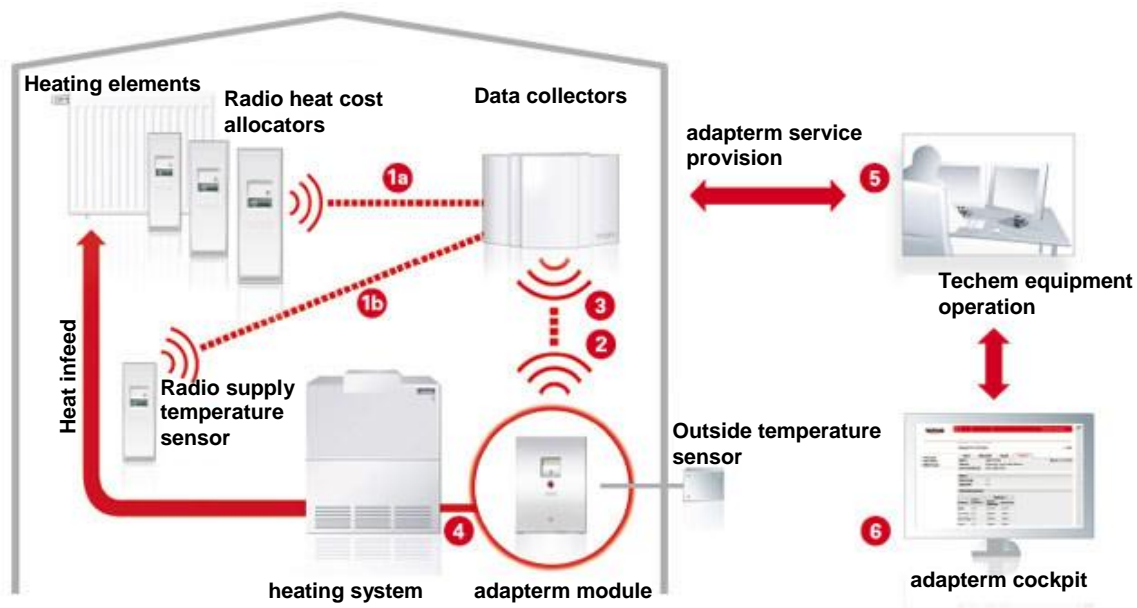 Heating elements
Radio heat cost
allocators
Data collectors
adapterm service
provision
1a
5
1b
3
2
Techem equipment
operation
Heat infeed
Radio supply
temperature
sensor
Outside temperature
sensor
4
6
heating system
adapterm module
adapterm cockpit